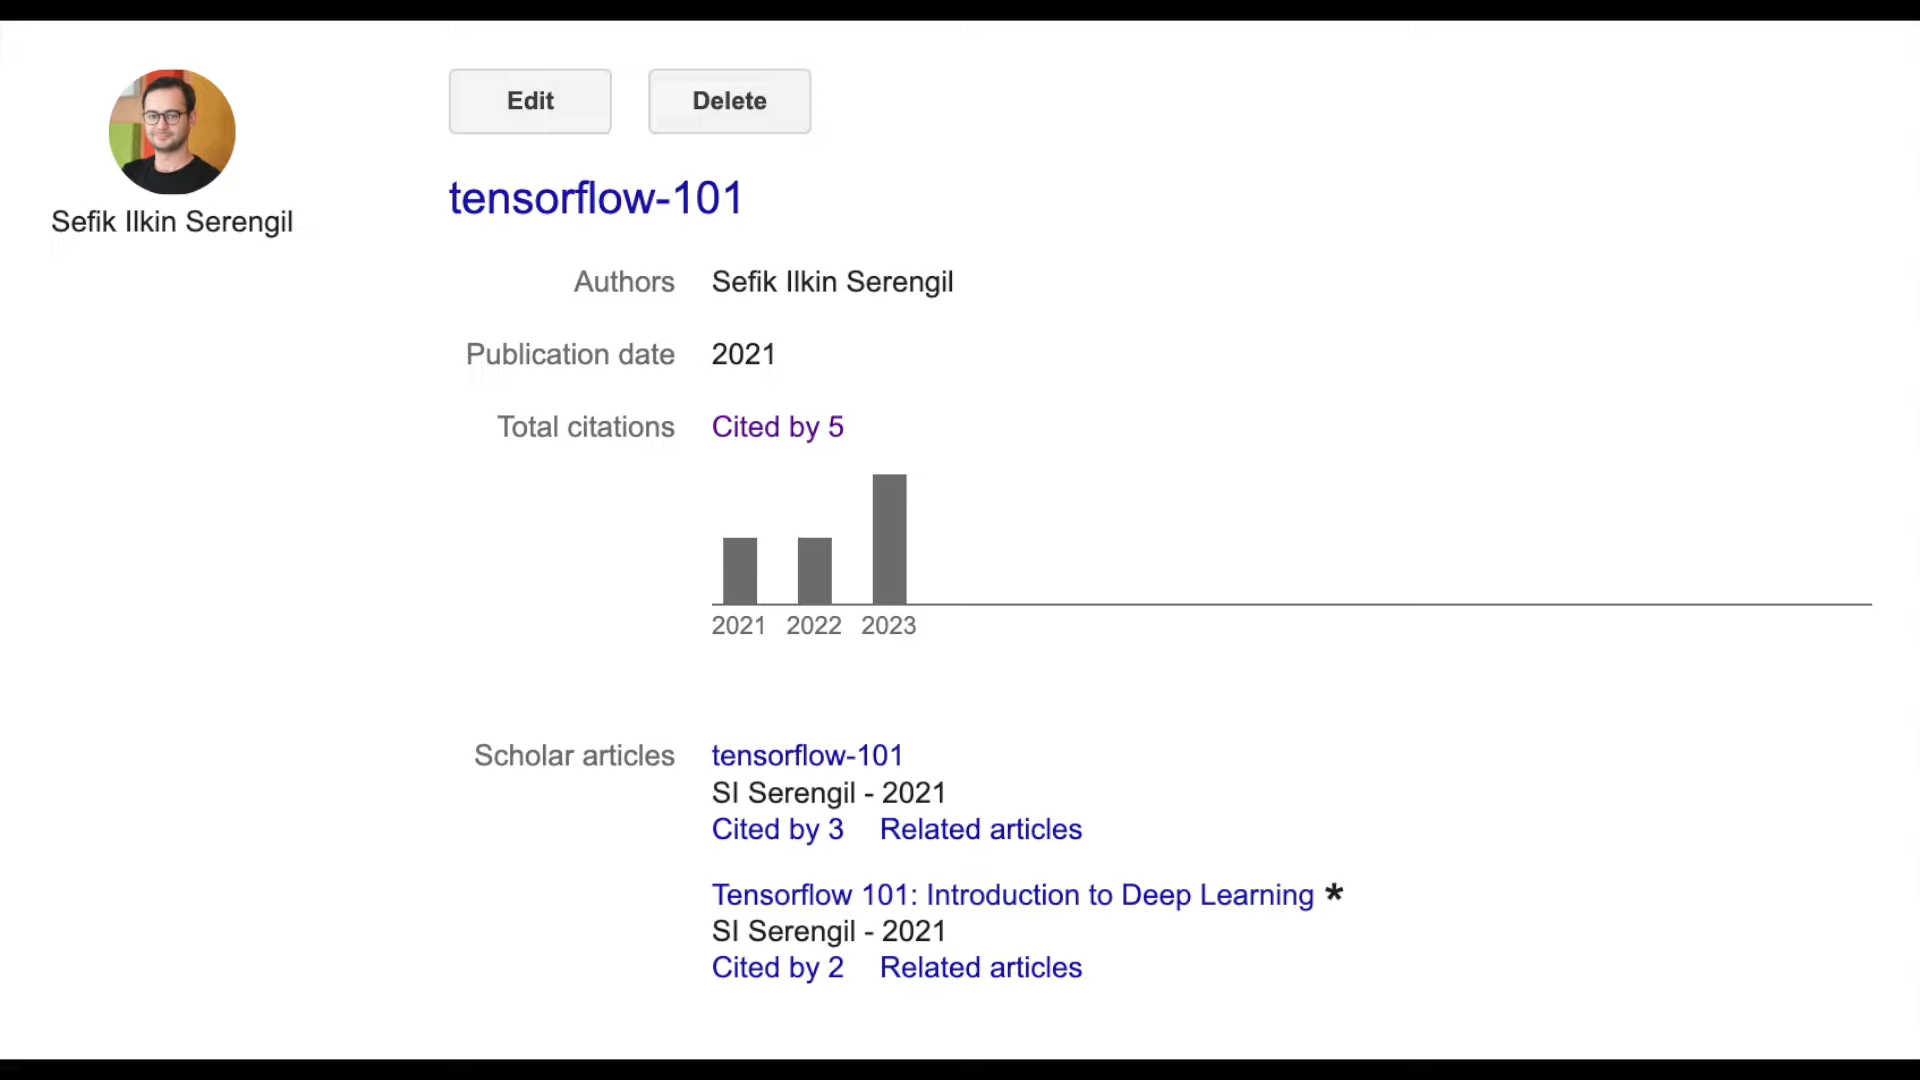 Edit Delete
Sefik Ilkin Serengil
tensorflow-101
Authors Sefik Ilkin Serengil
Publication date 2021
Total citations Cited by 5
2021 2022 2023
Scholar articles tensorflow-101
SI Serengil - 2021
Cited by 3 Related articles
Tensorflow 101: Introduction to Deep Learning *
SI Serengil - 2021
Cited by 2 Related articles